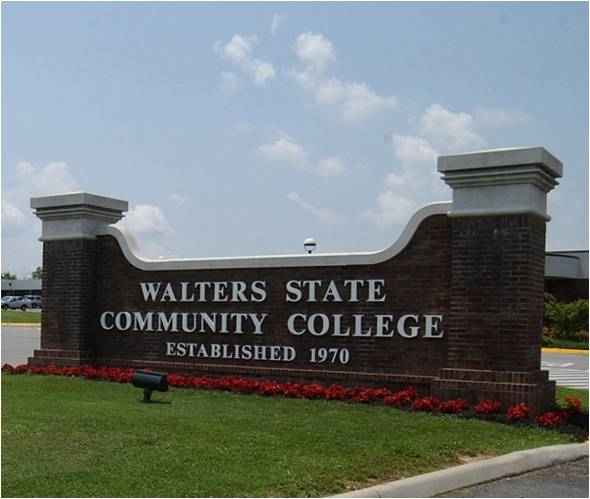 WALTERS STATE
COMMUNITY COLLEGE
ESTABLISHED 1970